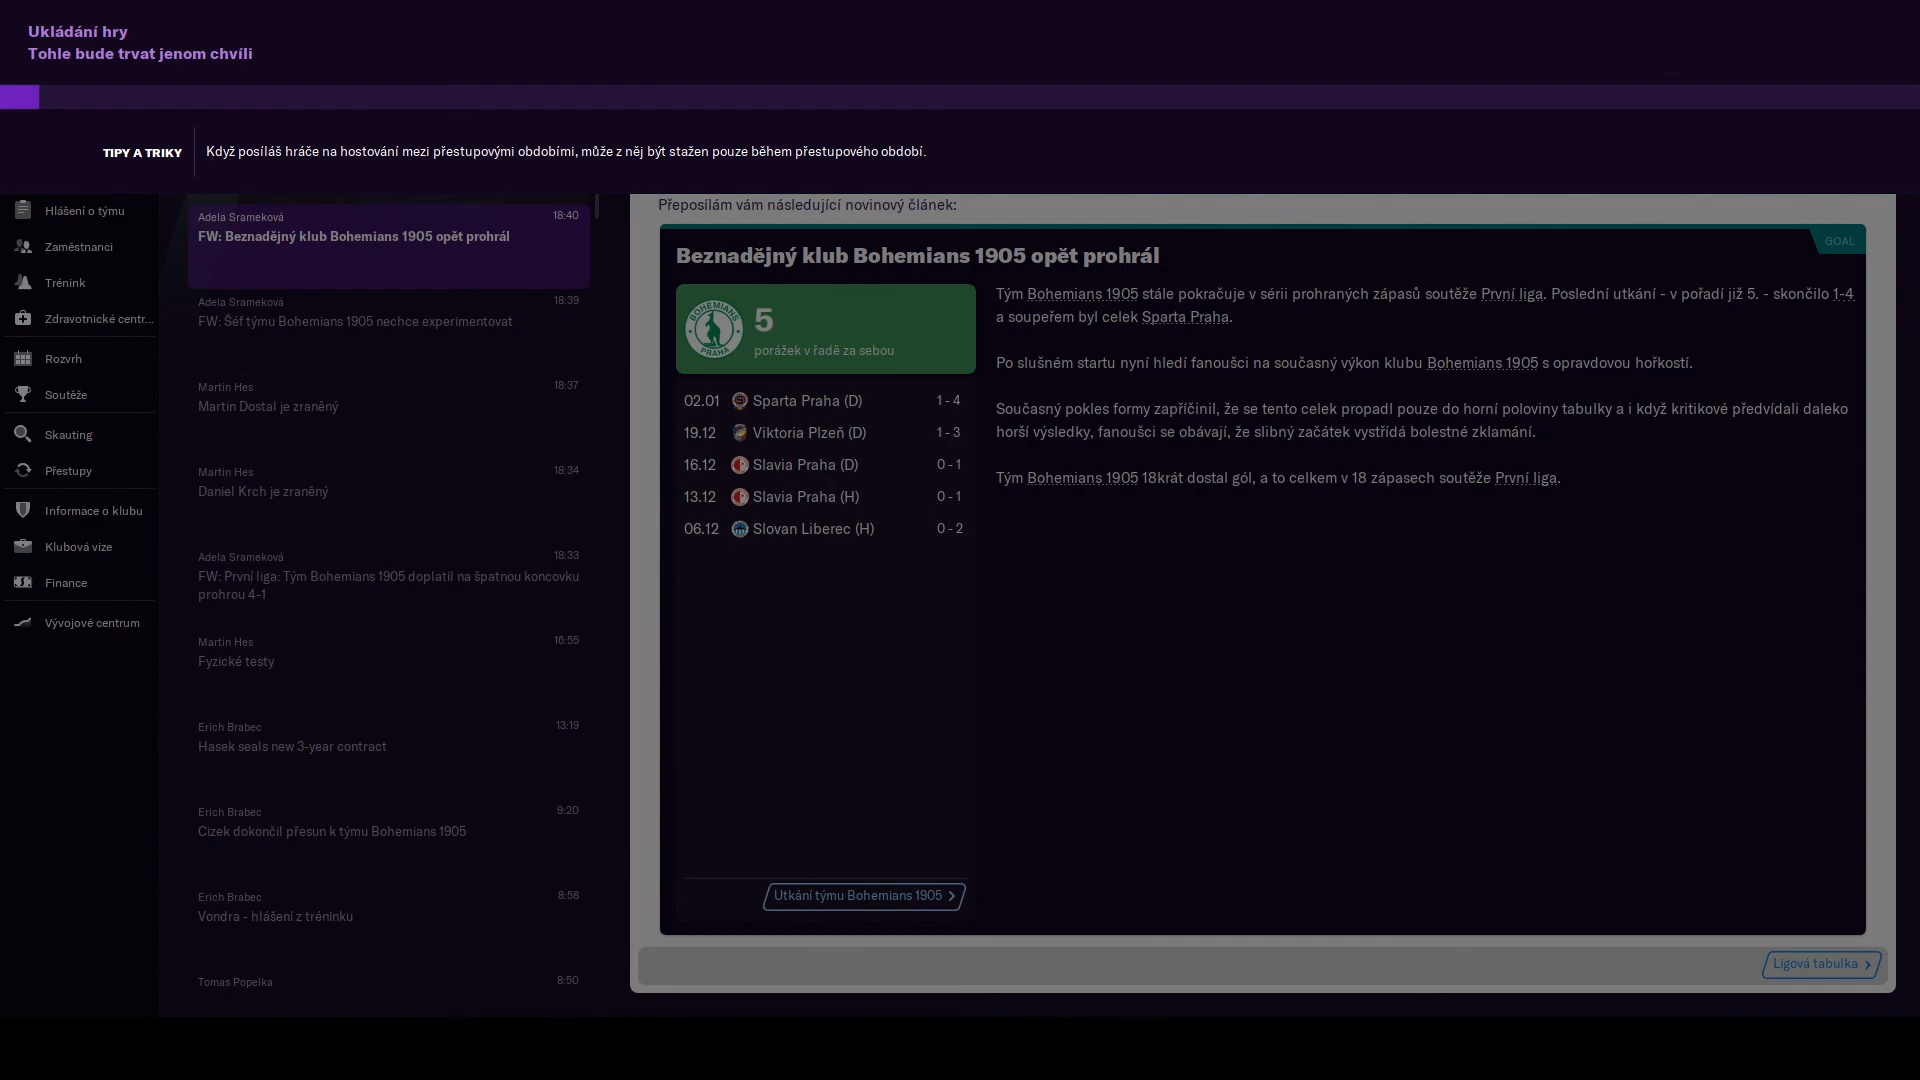 Ukládání hry
Tohle bude trvat jenom chvíli
TIPY A TRIKY
Když posíláš hráče na hostování mezi přestupovými obdobími, může z něj být stažen pouze během přestupového období.
Hlášení o týmu
Zaměstnanci
Trénink
Zdravotnické centr...
Rozvrh
Soutěže
Skauting
Přestupy
Informace o klubu
Klubová vize
Finance
Vývojové centrum
Adela Srameková 18:40
FW: Beznadějný klub Bohemians 1905 opět prohrál
Adela Srameková 18:39
FW: Šéf týmu Bohemians 1905 nechce experimentovat
Martin Hes 18:37
Martin Dostal je zraněný
Martin Hes 18:34
Daniel Krch je zraněný
Adela Srameková 18:33
FW: První liga: Tým Bohemians 1905 doplatil na špatnou koncovku
prohrou 4-1
Martin Hes 16:55
Fyzické testy
Erich Brabec 13:19
Hasek seals new 3-year contract
Erich Brabec 9:20
Cizek dokončil přesun k týmu Bohemians 1905
Erich Brabec 8:58
Vondra - hlášení z tréninku
Tomas Popelka 8:50
Přeposílám vám následující novinový článek:
GOAL
Beznadějný klub Bohemians 1905 opět prohrál
BOHEMIANS
PRAHA
5
porážek v řadě za sebou
02.01 Sparta Praha (D) 1 - 4
19.12 Viktoria Plzeň (D) 1 - 3
16.12 Slavia Praha (D) 0 - 1
13.12 Slavia Praha (H) 0 - 1
06.12 Slovan Liberec (H) 0 - 2
Utkání týmu Bohemians 1905
Tým Bohemians 1905 stále pokračuje v sérii prohraných zápasů soutěže První liga. Poslední utkání - v pořadí již 5. - skončilo 1-4
a soupeřem byl celek Sparta Praha.
Po slušném startu nyní hledí fanoušci na současný výkon klubu Bohemians 1905 s opravdovou hořkostí.
Současný pokles formy zapříčinil, že se tento celek propadl pouze do horní poloviny tabulky a i když kritikové předvídali daleko
horší výsledky, fanoušci se obávají, že slibný začátek vystřídá bolestné zklamání.
Tým Bohemians 1905 18krát dostal gól, a to celkem v 18 zápasech soutěže První liga.
Ligová tabulka